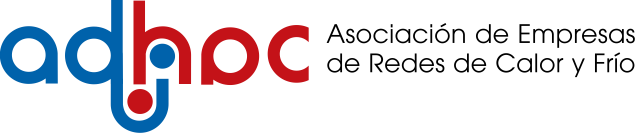 adhac
Asociación de Empresas
de Redes de Calor y Frío